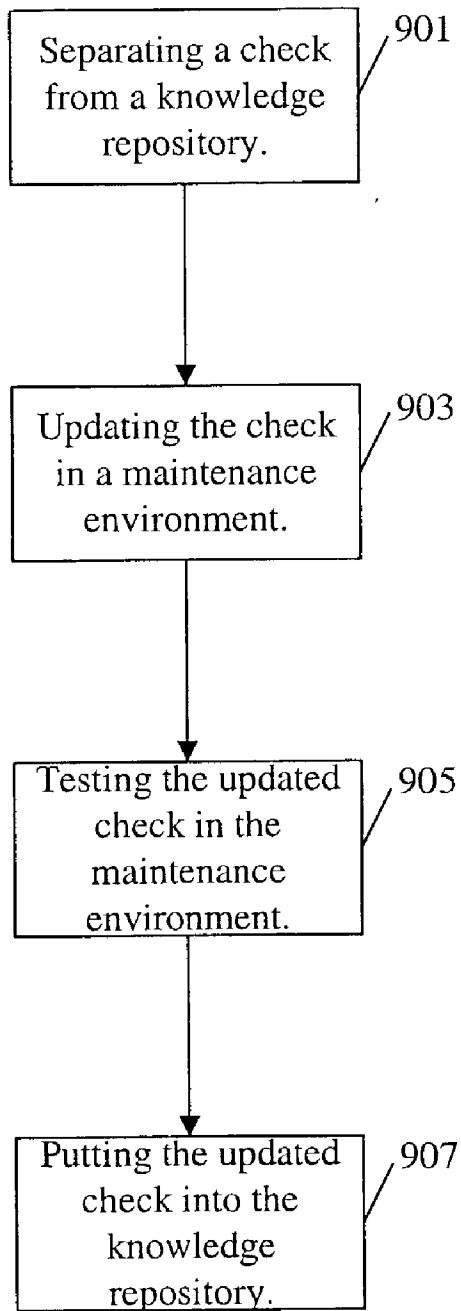 Separating a check
from a knowledge
repository.
901
Updating the check
in a maintenance
environment.
903
Testing the updated
check in the
maintenance
environment.
905
Putting the updated
check into the
knowledge
repository.
907